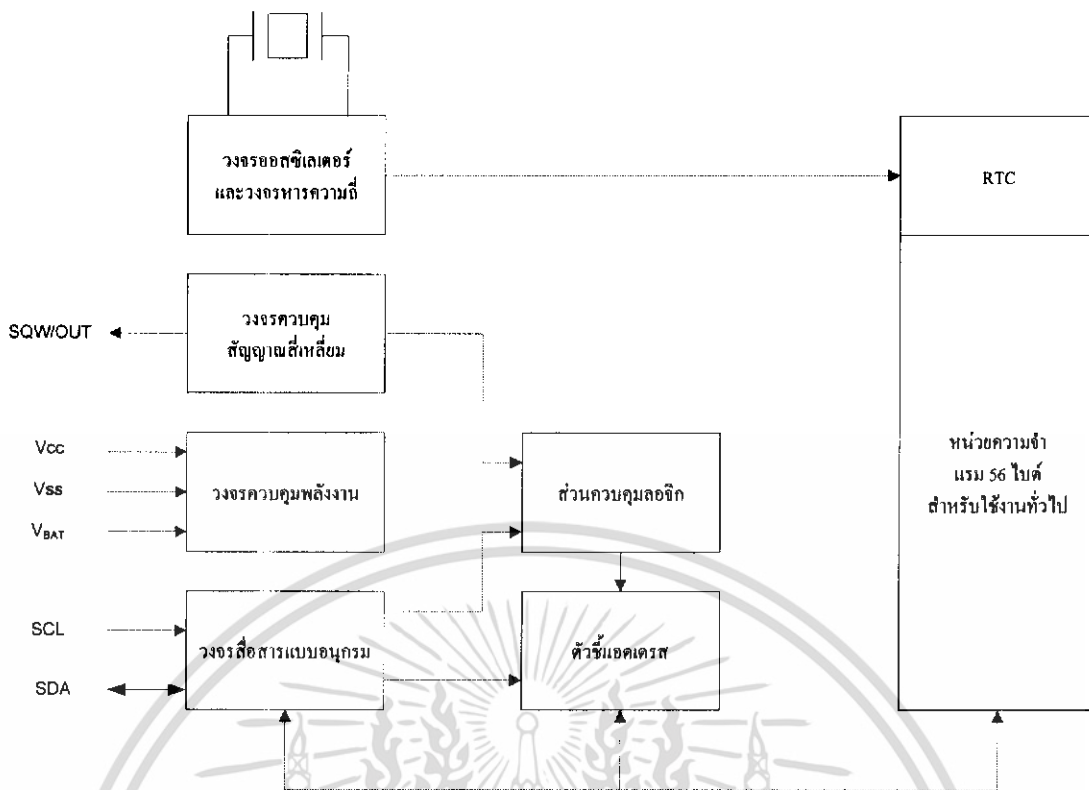 วงจรออสซิเลเตอร์
และวงจรหารความถี่
RTC
SQW/OUT
วงจรควบคุม
สัญญาณสี่เหลี่ยม
Vcc
Vss
VBAT
วงจรควบคุมพลังงาน
ส่วนควบคุมลอจิก
หน่วยความจำ
แรม 56 ไบต์
สำหรับใช้งานทั่วไป
SCL
SDA
วงจรสื่อสารแบบอนุกรม
ตัวชี้แอดเดรส